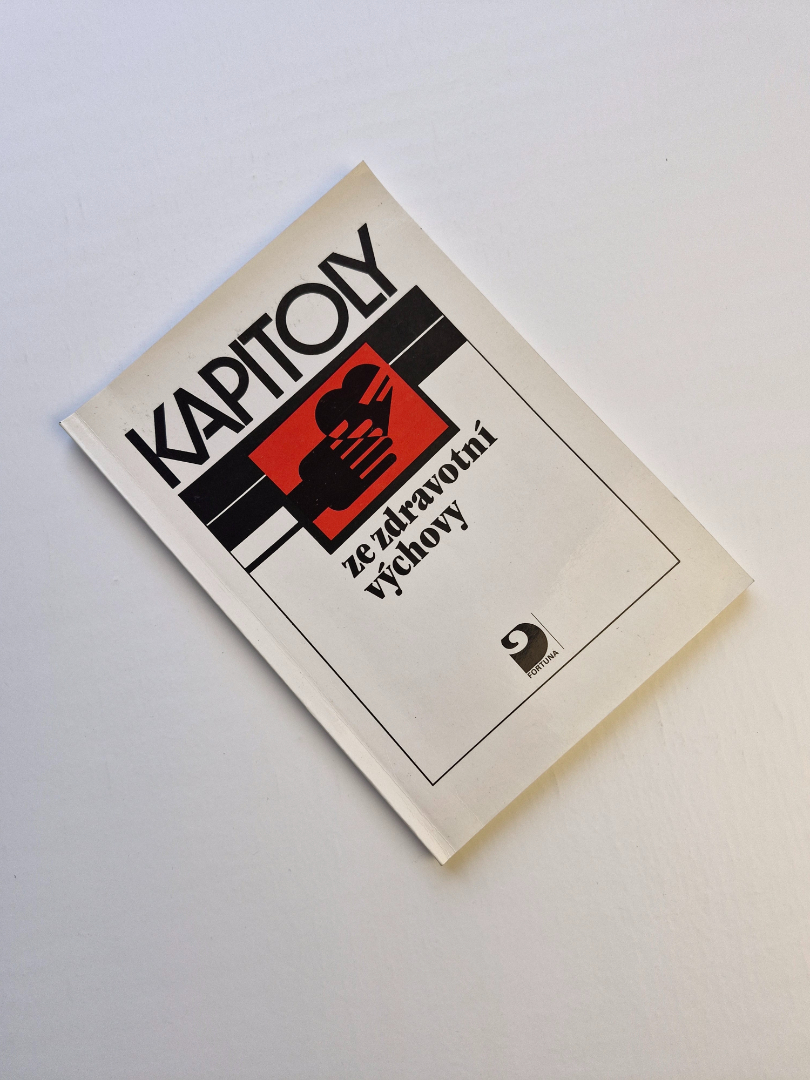 KAPITOLY
ze zdravotní
výchovy
FORTUNA